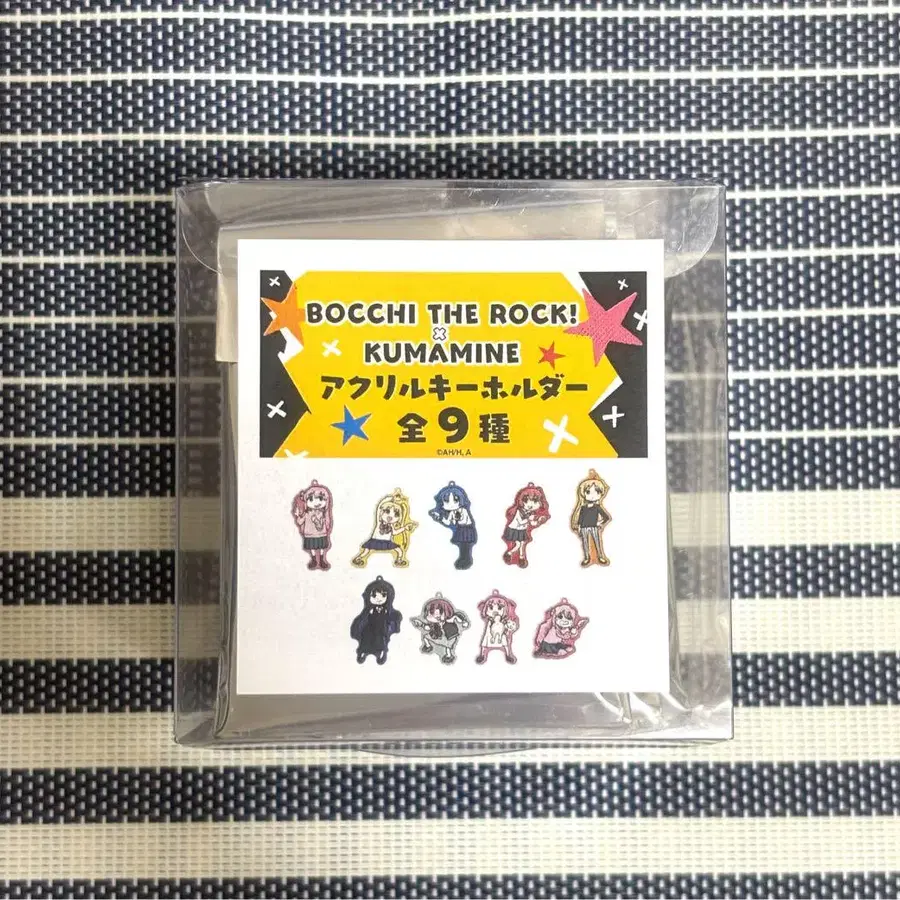 BOCCHI THE ROCK!
×
KUMAMINE
アクリルキーホルダー
全9種
©AH/H, A